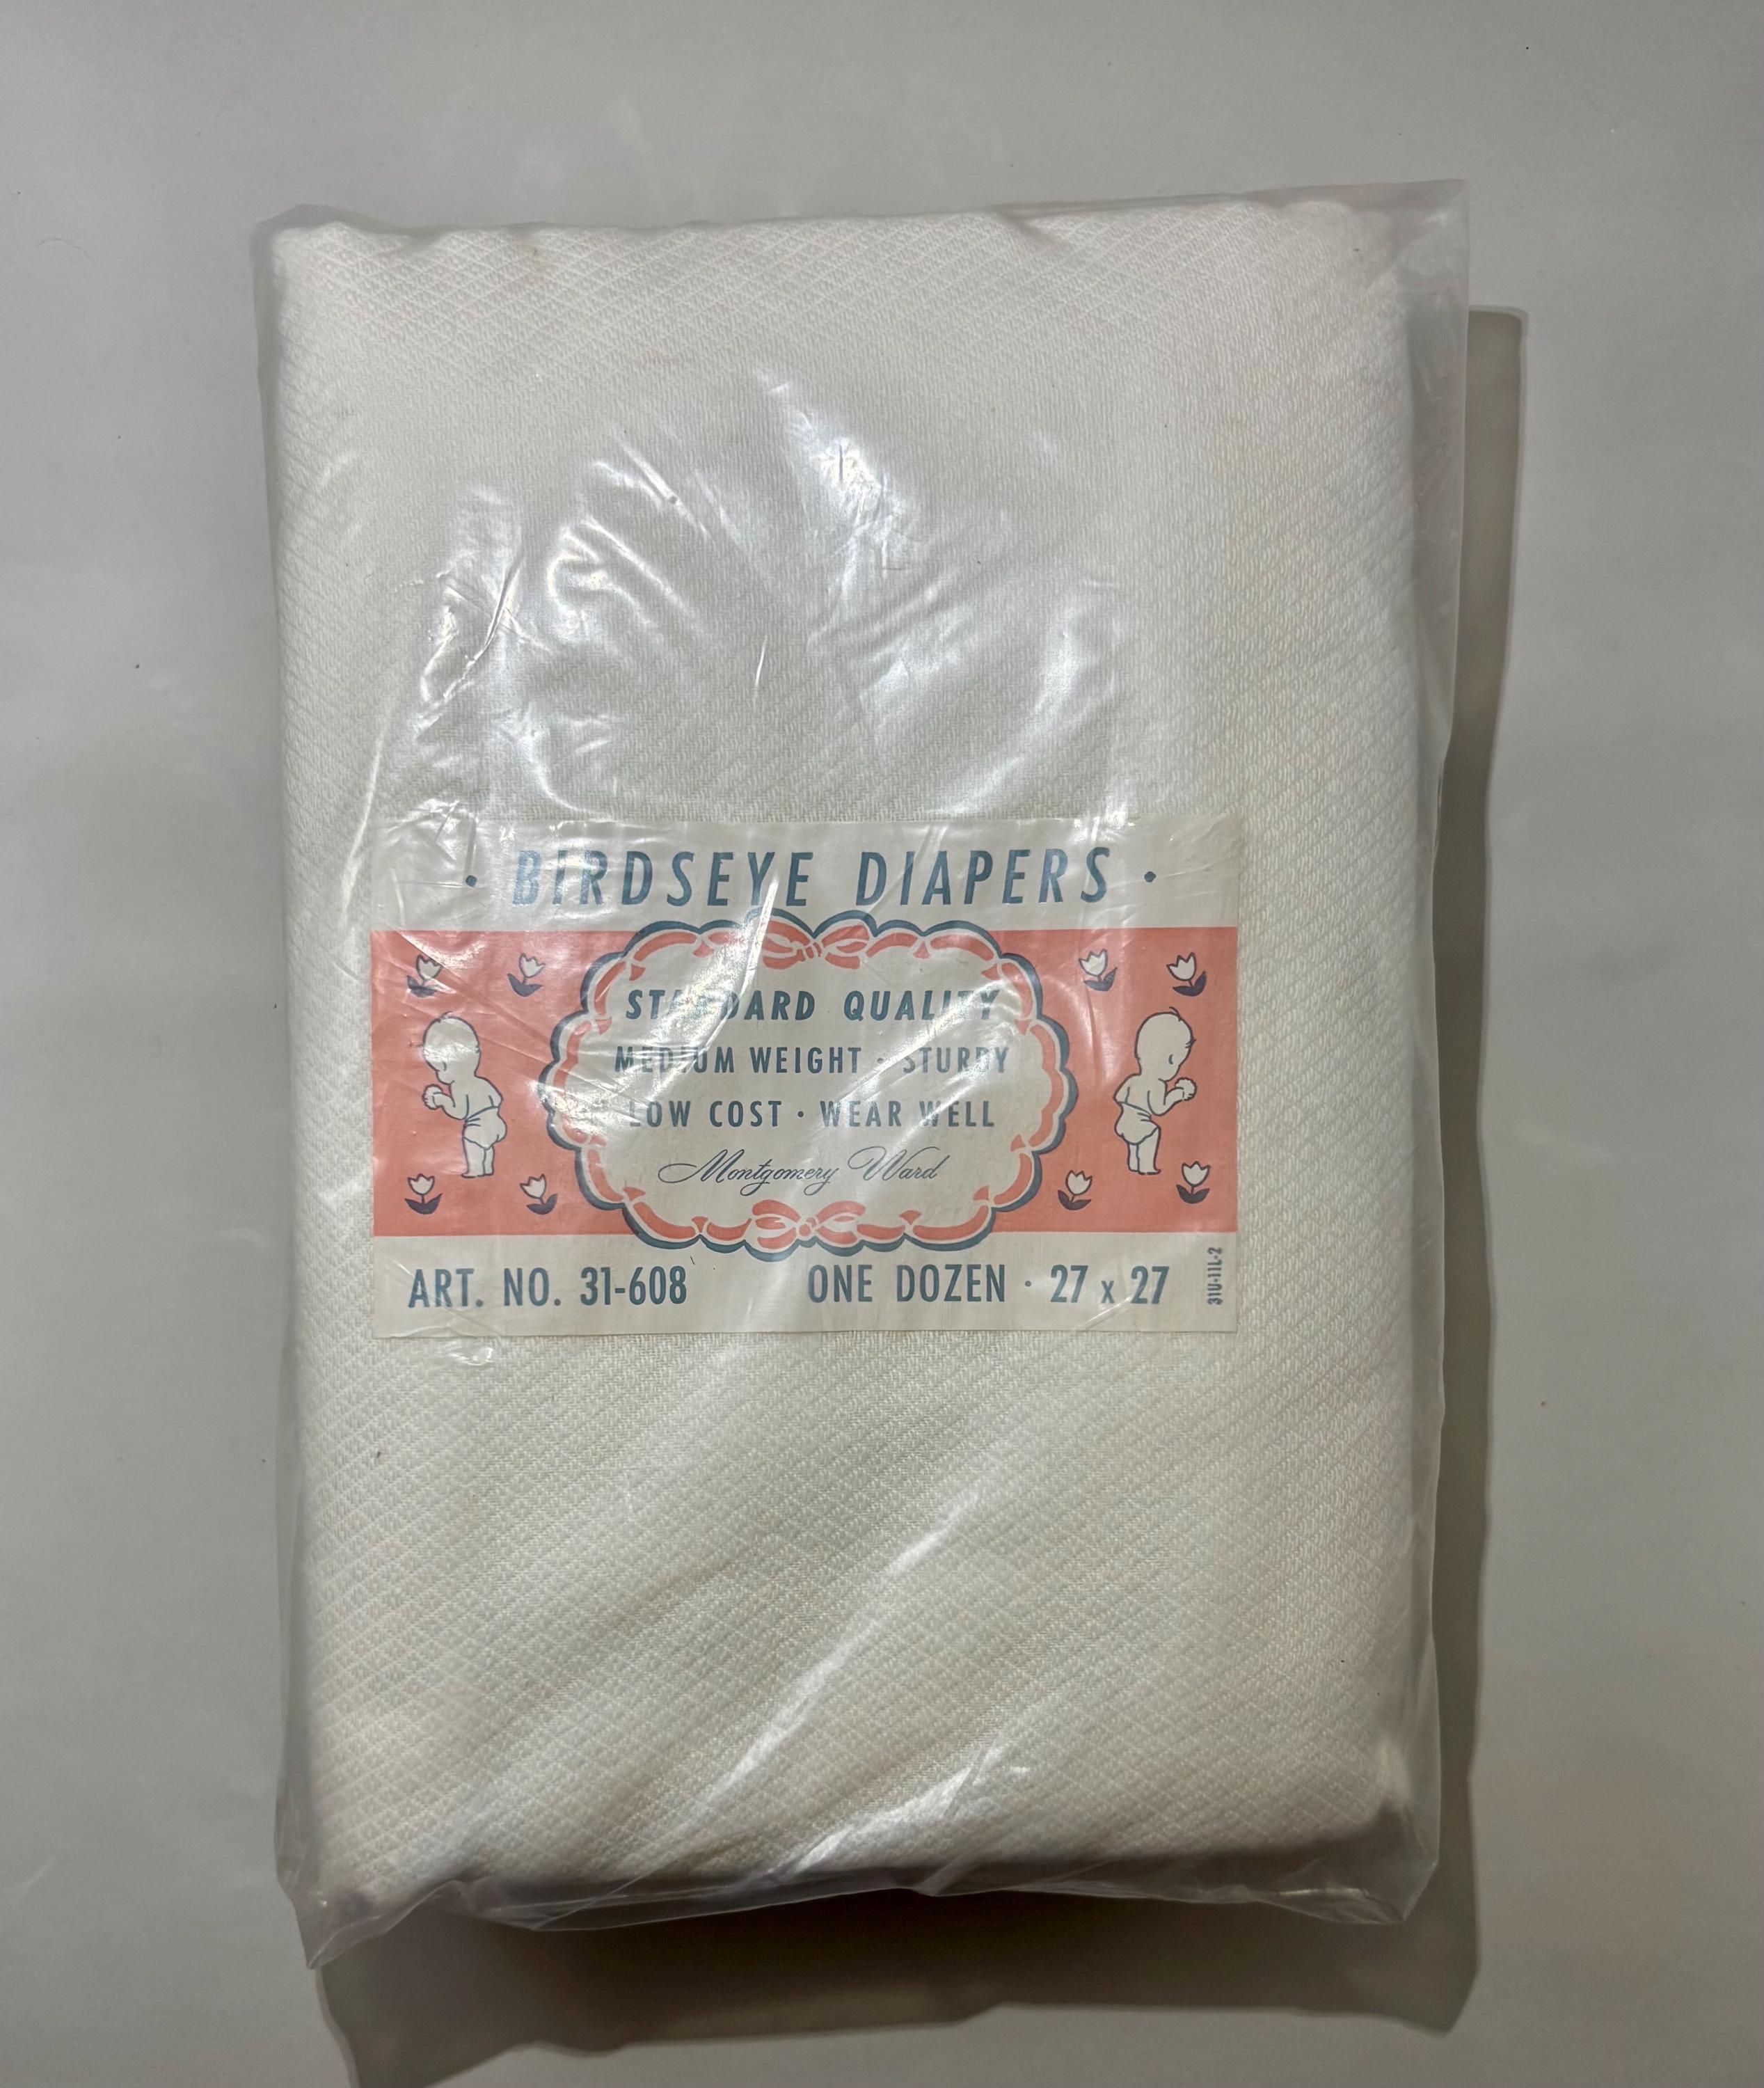 · BIRDSEYE DIAPERS ·
STANDARD QUALITY
MEDIUM WEIGHT · STURDY
LOW COST · WEAR WELL
Montgomery Ward
ART. NO. 31-608 ONE DOZEN · 27 x 27
31U-11L-2